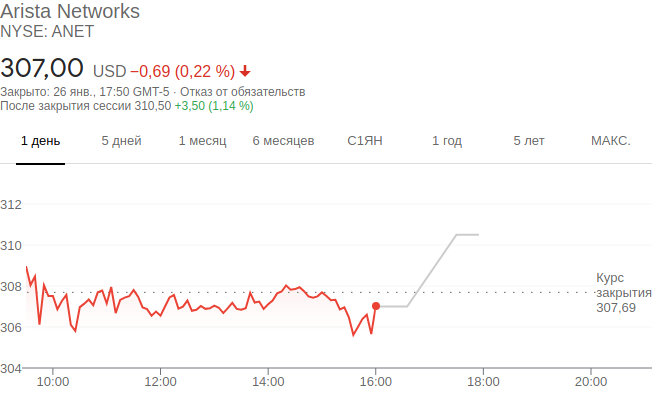 Arista Networks
NYSE: ANET
307,00 USD −0,69 (0,22 %)
Закрыто: 26 янв., 17:50 GMT-5 · Отказ от обязательств
После закрытия сессии 310,50 +3,50 (1,14 %)
1 день 5 дней 1 месяц 6 месяцев С1ЯН 1 год 5 лет МАКС.
312
310
308
306
304
Курс
закрытия
307,69
10:00 12:00 14:00 16:00 18:00 20:00